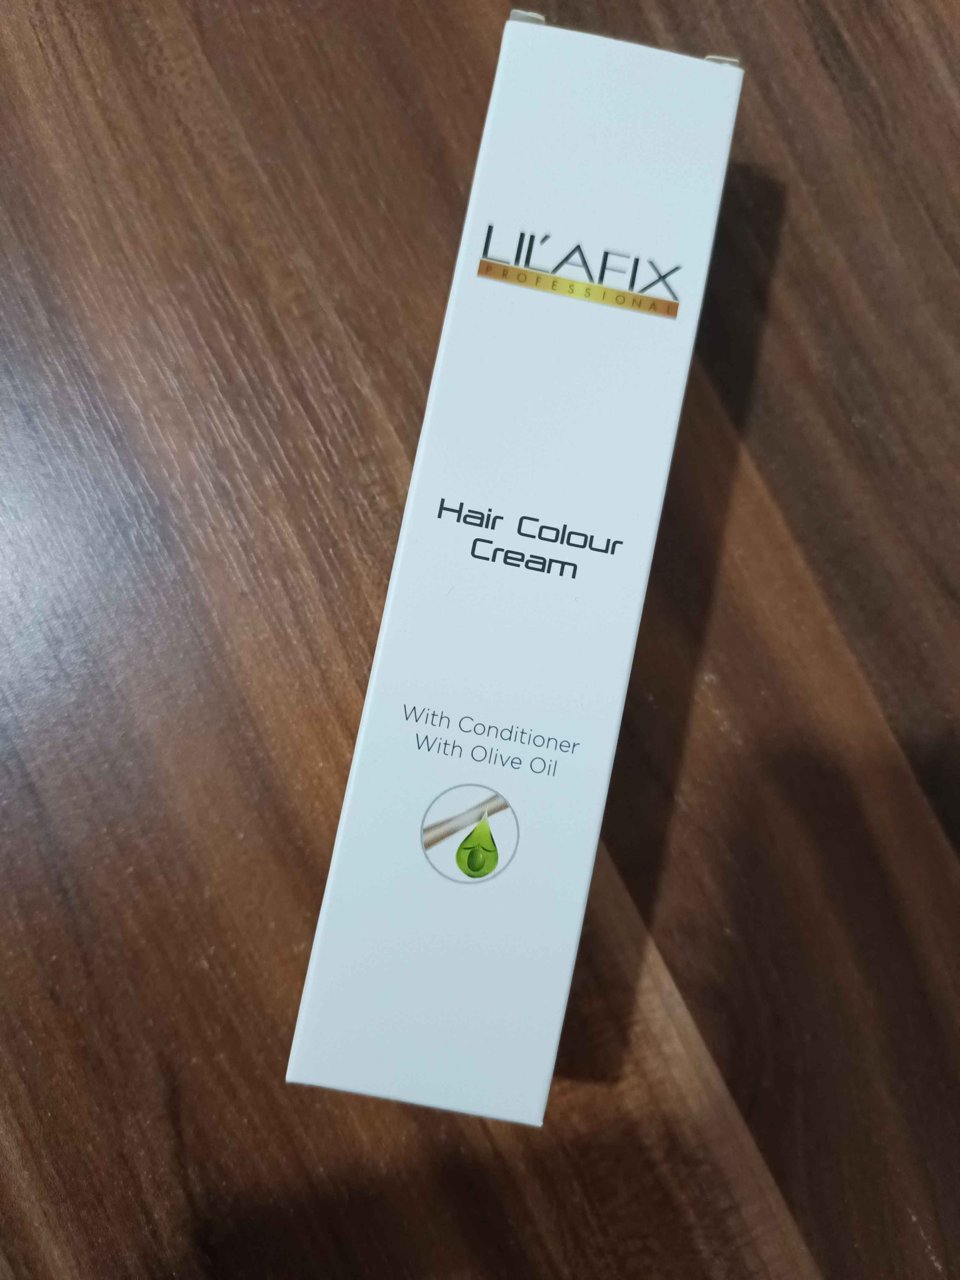 LIL'AFIX
PROFESSIONAL
Hair Colour
Cream
With Conditioner
With Olive Oil